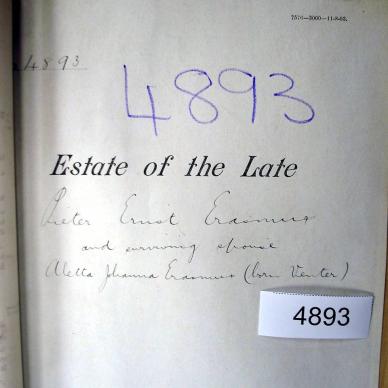 7576—3000—11-8-03.
4893
4893
Estate of the Late
Pieter Ernst Erasmus
and surviving spouse
Aletta Johanna Erasmus (born Venter)
4893